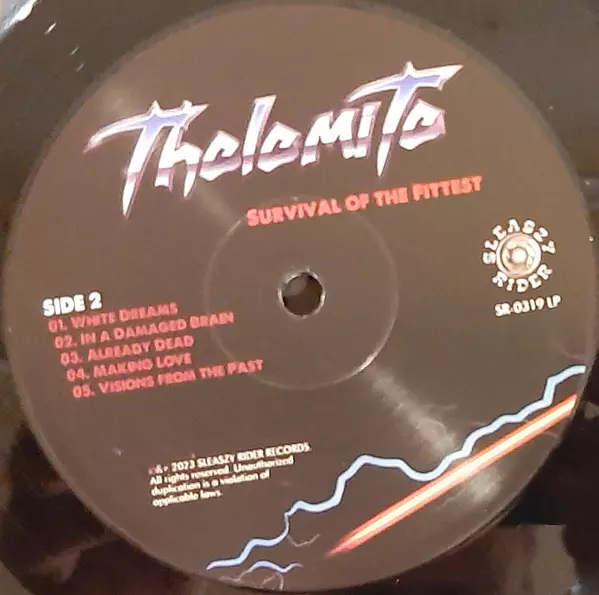 Thelemite
SURVIVAL OF THE FITTEST
SLEASZY
RIDER
SR-0319 LP
SIDE 2
01. WHITE DREAMS
02. IN A DAMAGED BRAIN
03. ALREADY DEAD
04. MAKING LOVE
05. VISIONS FROM THE PAST
& 2023 SLEASZY RIDER RECORDS.
All rights reserved. Unauthorized
duplication is a violation of
applicable laws.